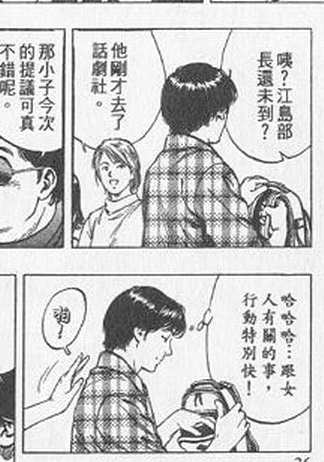 咦?江島部
長還未到?
他剛才去了
話劇社。
那小子今次
的提議可真
不錯呢。
哈哈哈…跟女
人有關的事,
行動特別快!
啪!